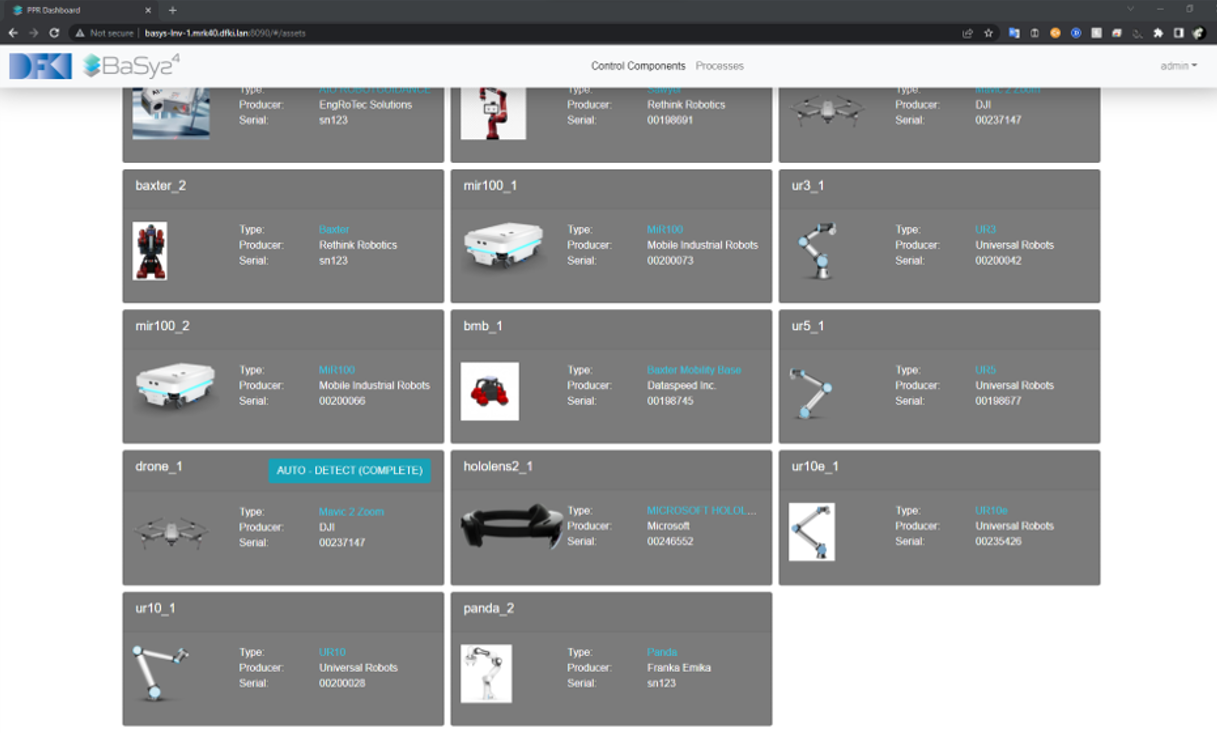 PPR Dashboard
Not secure | basys-lnv-1.mrk40.dfki.lan:8090/#/assets
DFKI BaSys4 Control Components Processes admin
Type: AIU ROBOTGUIDANCE
Producer: EngRoTec Solutions
Serial: sn123
Type: Sawyer
Producer: Rethink Robotics
Serial: 00198691
Type: Mavic 2 Zoom
Producer: DJI
Serial: 00237147
baxter_2
Type: Baxter
Producer: Rethink Robotics
Serial: sn123
mir100_1
Type: MiR100
Producer: Mobile Industrial Robots
Serial: 00200073
ur3_1
Type: UR3
Producer: Universal Robots
Serial: 00200042
mir100_2
Type: MiR100
Producer: Mobile Industrial Robots
Serial: 00200066
bmb_1
Type: Baxter Mobility Base
Producer: Dataspeed Inc.
Serial: 00198745
ur5_1
Type: UR5
Producer: Universal Robots
Serial: 00198677
drone_1
AUTO - DETECT (COMPLETE)
Type: Mavic 2 Zoom
Producer: DJI
Serial: 00237147
hololens2_1
Type: MICROSOFT HOLOL...
Producer: Microsoft
Serial: 00246552
ur10e_1
Type: UR10e
Producer: Universal Robots
Serial: 00235426
ur10_1
Type: UR10
Producer: Universal Robots
Serial: 00200028
panda_2
Type: Panda
Producer: Franka Emika
Serial: sn123